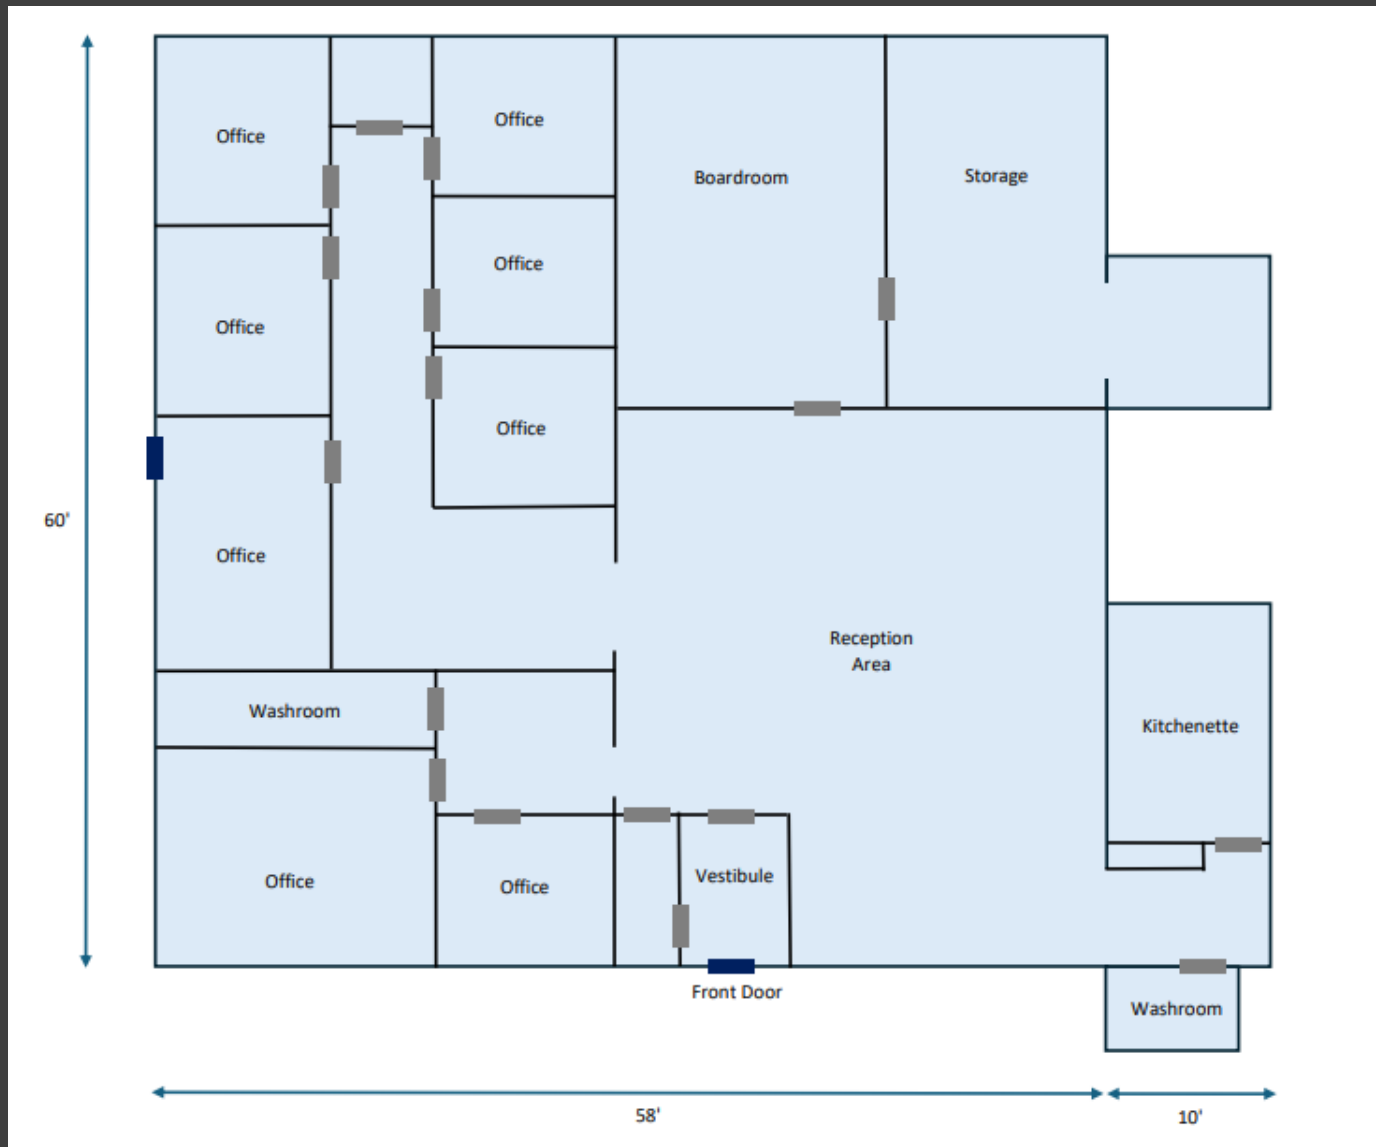 Office
Office
Boardroom
Storage
Office
Office
Office
60'
Office
Reception
Area
Washroom
Kitchenette
Office
Office
Vestibule
Front Door
Washroom
58'
10'